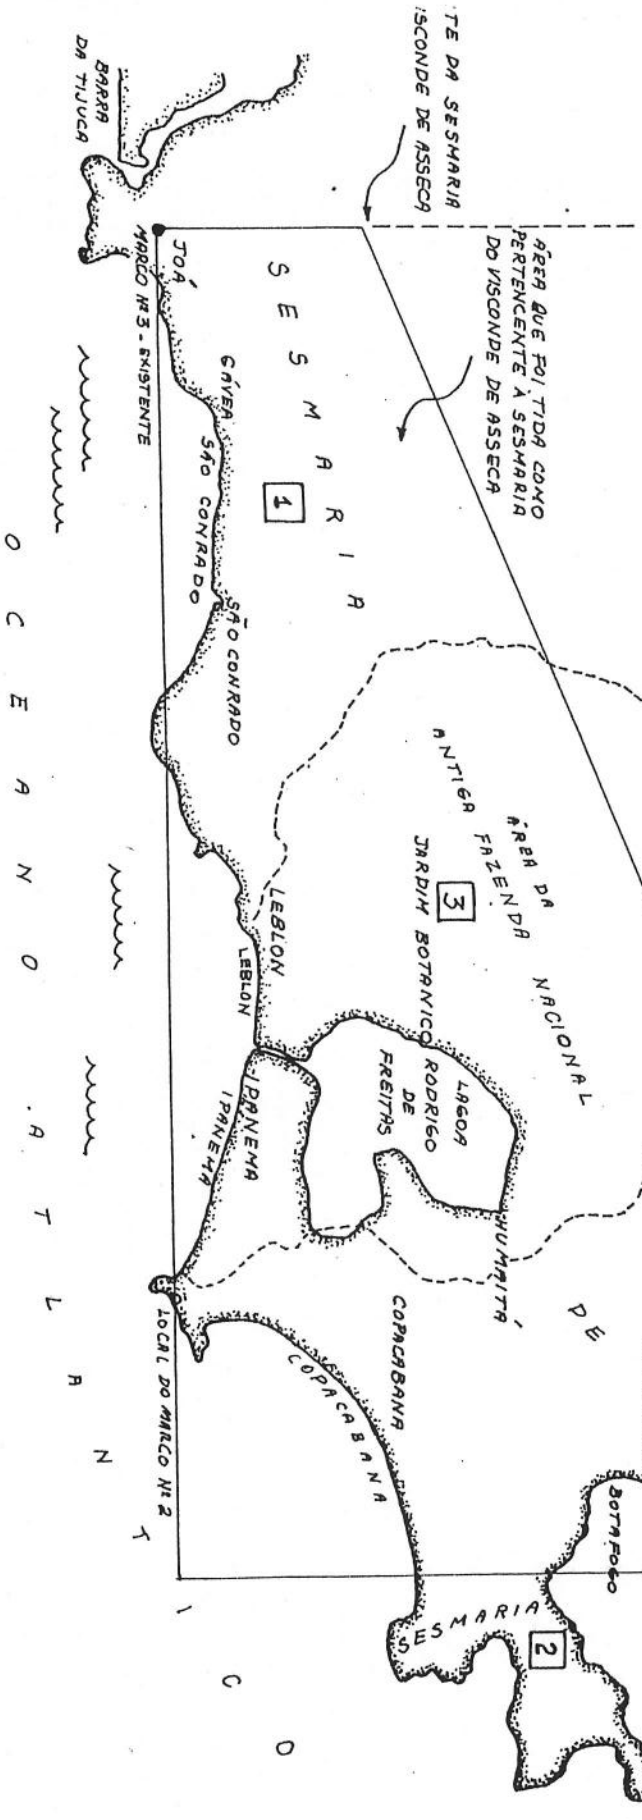 TE DA SESMARIA
ISCONDE DE ASSECA
ÁREA QUE FOI TIDA COMO
PERTENCENTE À SESMARIA
DO VISCONDE DE ASSECA
BARRA
DA TIJUCA
JOÁ
MARCO Nº 3 - EXISTENTE
SESMARIA
1
GÁVEA
SÃO CONRADO
SÃO CONRADO
ÁREA DA
ANTIGA FAZENDA NACIONAL
3
JARDIM BOTANICO
LEBLON
LEBLON
LAGOA
RODRIGO
DE
FREITAS
IPANEMA
IPANEMA
HUMAITÁ
DE
COPACABANA
COPACABANA
LOCAL DO MARCO Nº 2
BOTAFOGO
SESMARIA
2
OCEANO ATLANTICO